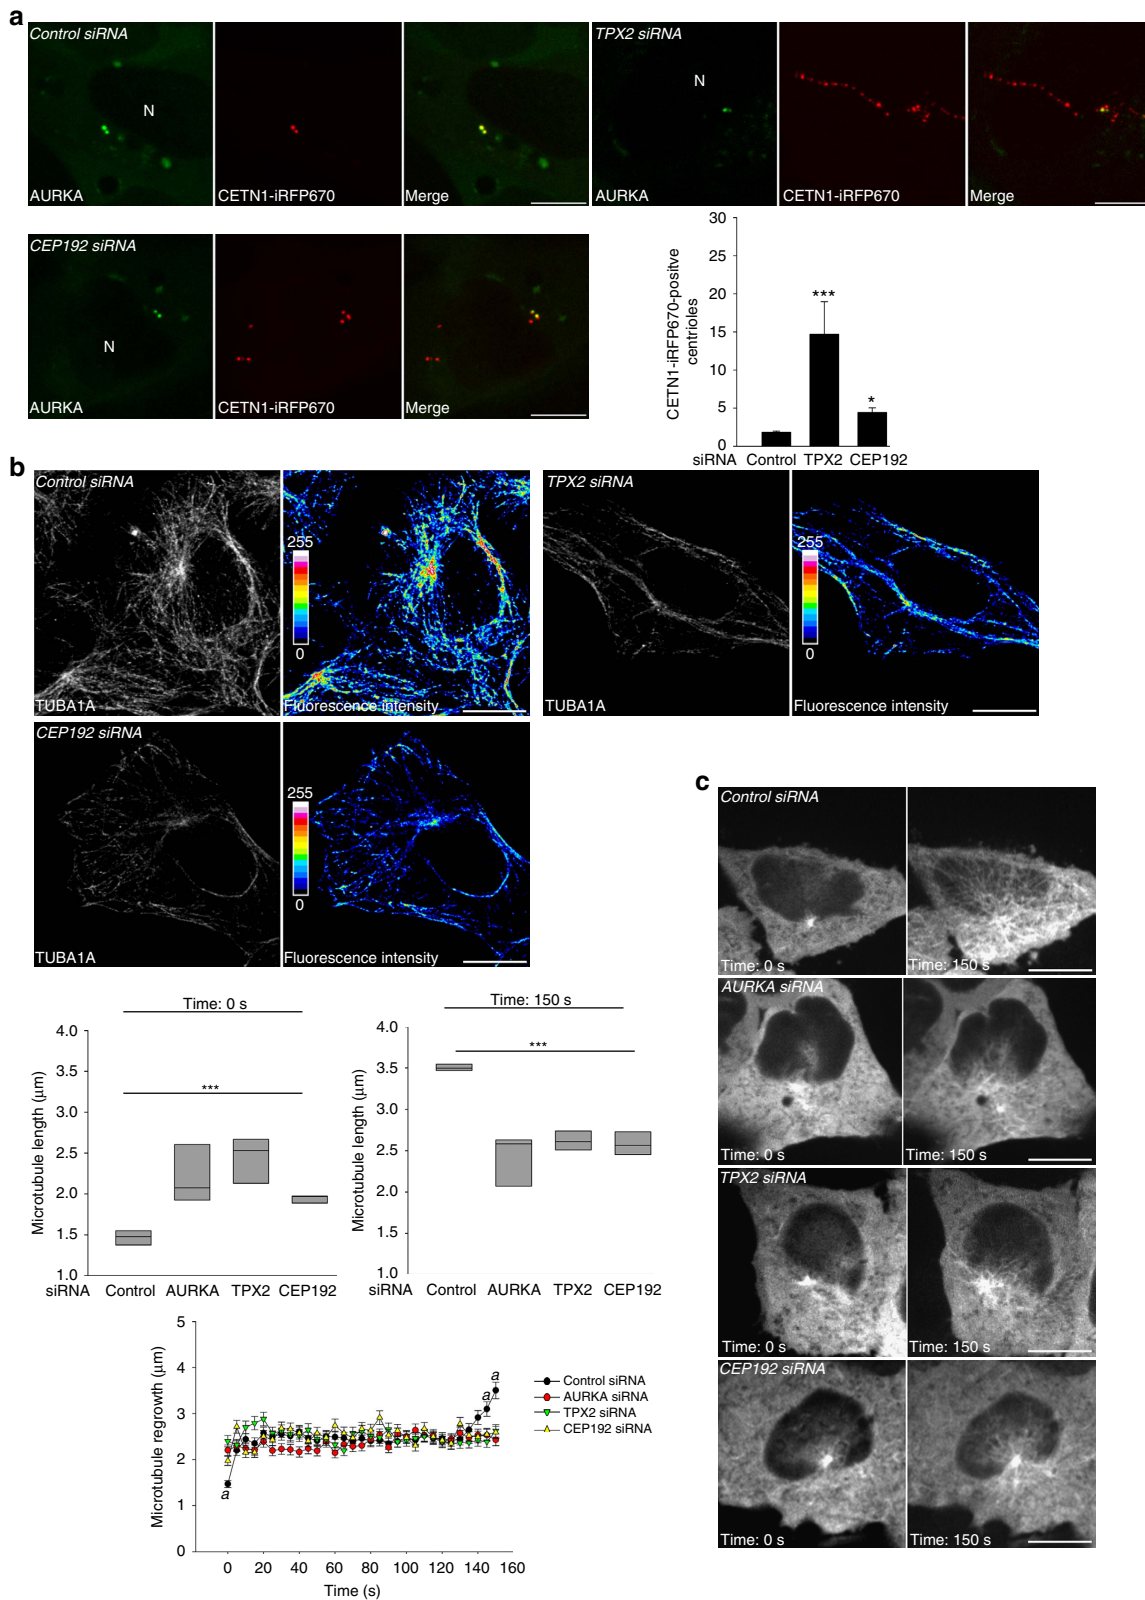 a
Control siRNA
N
AURKA
CETN1-iRFP670
Merge
TPX2 siRNA
N
AURKA
CETN1-iRFP670
Merge
CEP192 siRNA
N
AURKA
CETN1-iRFP670
Merge
CETN1-iRFP670-positve
centrioles
30
25
20
15
10
5
0
***
*
siRNA Control TPX2 CEP192
b
Control siRNA
TUBA1A
255
0
Fluorescence intensity
TPX2 siRNA
TUBA1A
255
0
Fluorescence intensity
CEP192 siRNA
TUBA1A
255
0
Fluorescence intensity
Time: 0 s
***
Microtubule length (μm)
4.0
3.5
3.0
2.5
2.0
1.5
1.0
siRNA Control AURKA TPX2 CEP192
Time: 150 s
***
Microtubule length (μm)
4.0
3.5
3.0
2.5
2.0
1.5
1.0
siRNA Control AURKA TPX2 CEP192
Microtubule regrowth (μm)
5
4
3
2
1
0
a
a
a
0 20 40 60 80 100 120 140 160
Time (s)
Control siRNA
AURKA siRNA
TPX2 siRNA
CEP192 siRNA
c
Control siRNA
Time: 0 s
Time: 150 s
AURKA siRNA
Time: 0 s
Time: 150 s
TPX2 siRNA
Time: 0 s
Time: 150 s
CEP192 siRNA
Time: 0 s
Time: 150 s